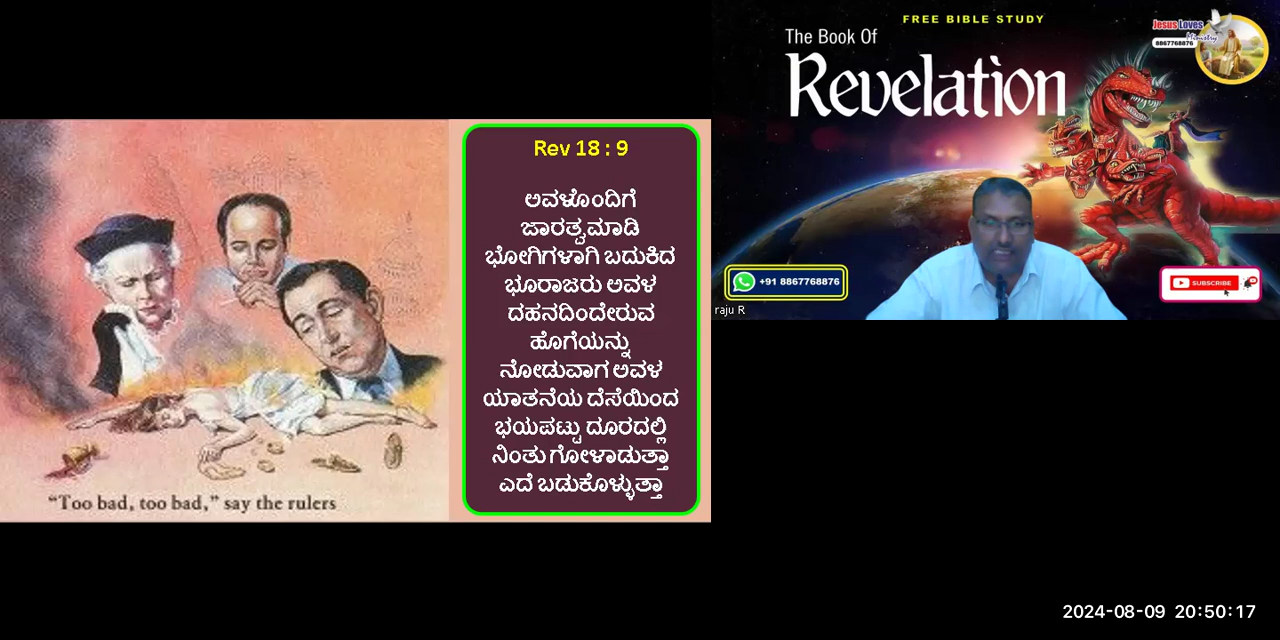 Rev 18 : 9
ಅವಳೊಂದಿಗೆ
ಜಾರತ್ವಮಾಡಿ
ಭೋಗಿಗಳಾಗಿ ಬದುಕಿದ
ಭೂರಾಜರು ಅವಳ
ದಹನದಿಂದೇರುವ
ಹೊಗೆಯನ್ನು
ನೋಡುವಾಗ ಅವಳ
ಯಾತನೆಯ ದೆಸೆಯಿಂದ
ಭಯಪಟ್ಟು ದೂರದಲ್ಲಿ
ನಿಂತು ಗೋಳಾಡುತ್ತಾ
ಎದೆ ಬಡುಕೊಳ್ಳುತ್ತಾ
“Too bad, too bad,” say the rulers
FREE BIBLE STUDY
The Book Of
Revelation
Jesus Loves
Ministry
8867768876
+91 8867768876
SUBSCRIBE
raju R
2024-08-09 20:50:17